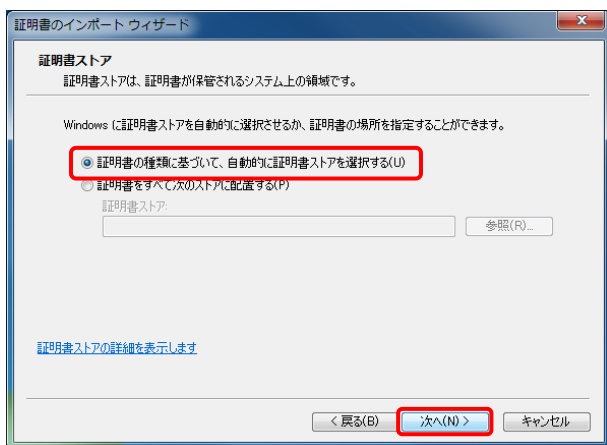 証明書のインポート ウィザード
証明書ストア
証明書ストアは、証明書が保管されるシステム上の領域です。
Windows に証明書ストアを自動的に選択させるか、証明書の場所を指定することができます。
証明書の種類に基づいて、自動的に証明書ストアを選択する(U)
証明書をすべて次のストアに配置する(P)
証明書ストア:
参照(R)...
証明書ストアの詳細を表示します
< 戻る(B)
次へ(N) >
キャンセル